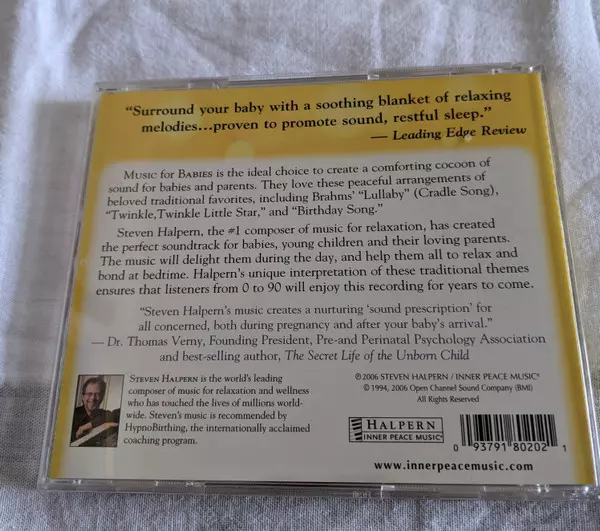 “Surround your baby with a soothing blanket of relaxing
melodies...proven to promote sound, restful sleep.”
— Leading Edge Review
Music for Babies is the ideal choice to create a comforting cocoon of
sound for babies and parents. They love these peaceful arrangements of
beloved traditional favorites, including Brahms’ “Lullaby” (Cradle Song),
“Twinkle,Twinkle Little Star,” and “Birthday Song.”
Steven Halpern, the #1 composer of music for relaxation, has created
the perfect soundtrack for babies, young children and their loving parents.
The music will delight them during the day, and help them all to relax and
bond at bedtime. Halpern’s unique interpretation of these traditional themes
ensures that listeners from 0 to 90 will enjoy this recording for years to come.
“Steven Halpern’s music creates a nurturing ‘sound prescription’ for
all concerned, both during pregnancy and after your baby’s arrival.”
— Dr. Thomas Verny, Founding President, Pre-and Perinatal Psychology Association
and best-selling author, The Secret Life of the Unborn Child
Steven Halpern is the world’s leading
composer of music for relaxation and wellness
who has touched the lives of millions world-
wide. Steven’s music is recommended by
HypnoBirthing, the internationally acclaimed
coaching program.
℗2006 STEVEN HALPERN / INNER PEACE MUSIC®
© 1994, 2006 Open Channel Sound Company (BMI)
All Rights Reserved
HALPERN
INNER PEACE MUSIC®
0 93791 80202 1
www.innerpeacemusic.com